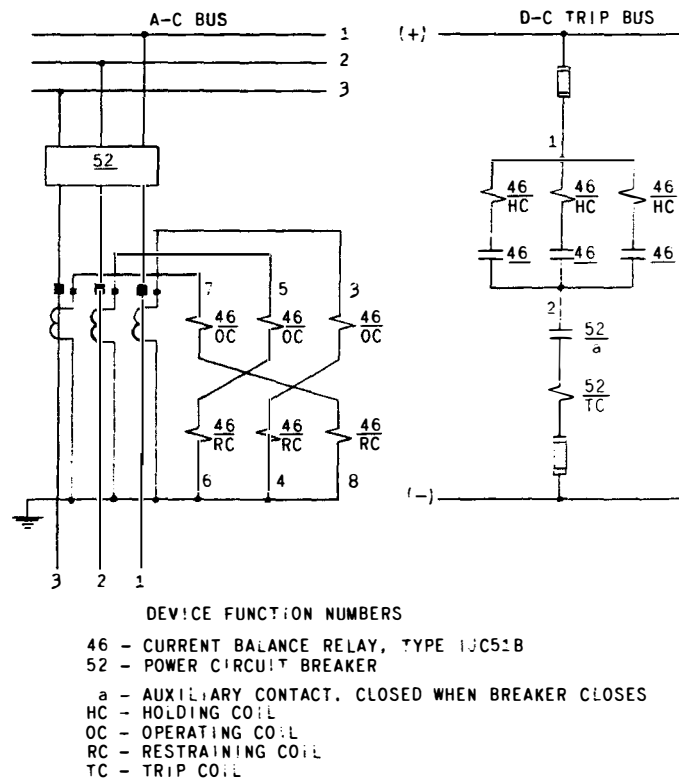 A-C BUS
D-C TRIP BUS
1
2
3
(+)
52
1
46
HC
46
HC
46
HC
46
46
46
7
5
3
46
OC
46
OC
46
OC
2
52
a
52
TC
46
RC
46
RC
46
RC
6
4
8
(-)
3
2
1
DEVICE FUNCTION NUMBERS
46 - CURRENT BALANCE RELAY, TYPE IJC51B
52 - POWER CIRCUIT BREAKER
a - AUXILIARY CONTACT, CLOSED WHEN BREAKER CLOSES
HC - HOLDING COIL
OC - OPERATING COIL
RC - RESTRAINING COIL
TC - TRIP COIL